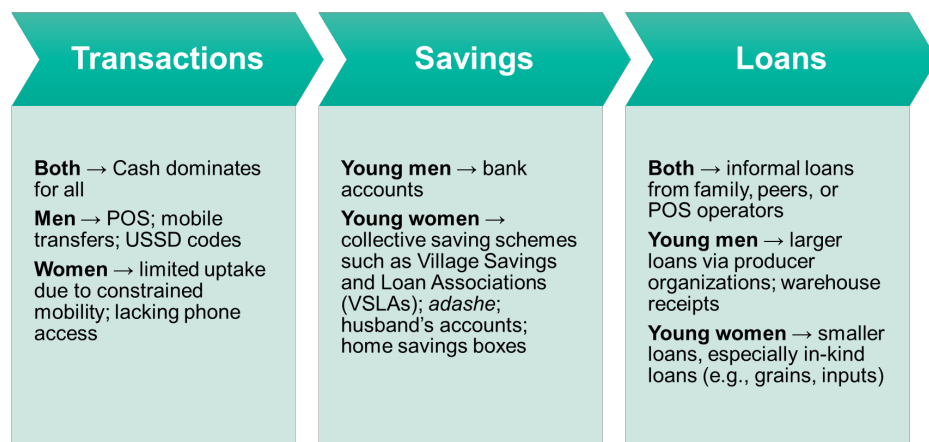 Transactions
Both → Cash dominates
for all
Men → POS; mobile
transfers; USSD codes
Women → limited uptake
due to constrained
mobility; lacking phone
access
Savings
Young men → bank
accounts
Young women →
collective saving schemes
such as Village Savings
and Loan Associations
(VSLAs); adashe;
husband’s accounts;
home savings boxes
Loans
Both → informal loans
from family, peers, or
POS operators
Young men → larger
loans via producer
organizations; warehouse
receipts
Young women → smaller
loans, especially in-kind
loans (e.g., grains, inputs)